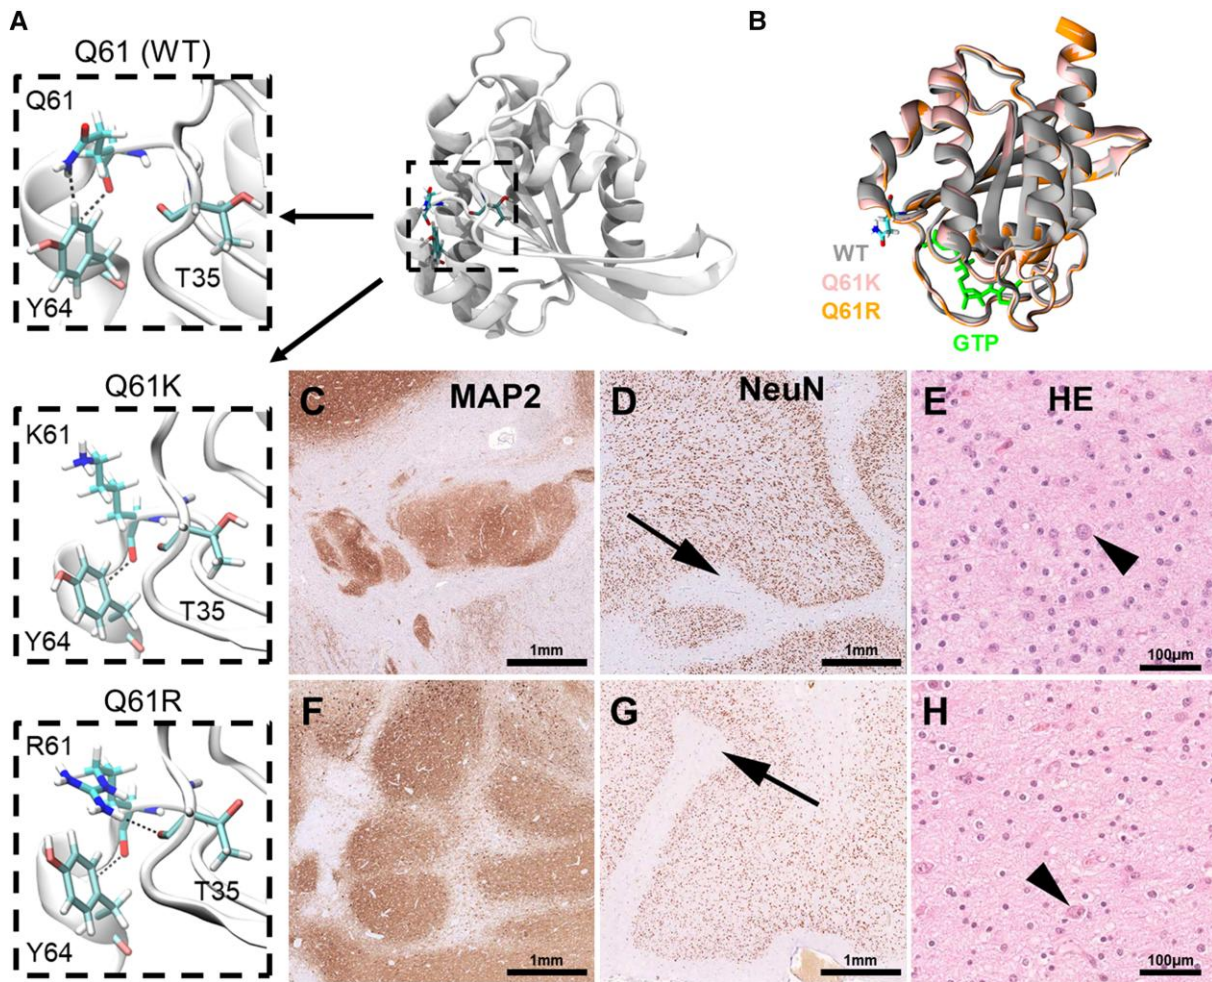 A
B
Q61 (WT)
Q61
T35
Y64
WT
Q61K
Q61R
GTP
Q61K
K61
T35
Y64
C
MAP2
1mm
D
NeuN
1mm
E
HE
100μm
Q61R
R61
T35
Y64
F
1mm
G
1mm
H
100μm